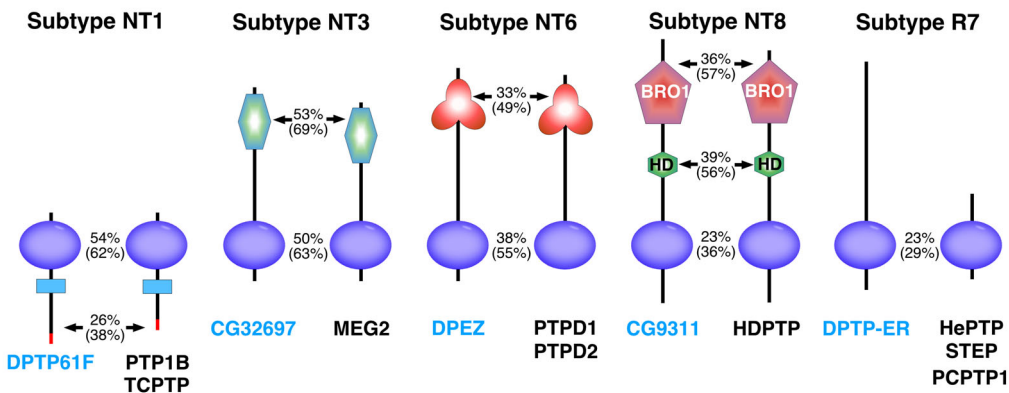 Subtype NT1
Subtype NT3
Subtype NT6
Subtype NT8
Subtype R7
36%
(57%)
BRO1
BRO1
53%
(69%)
33%
(49%)
39%
(56%)
HD
HD
54%
(62%)
50%
(63%)
38%
(55%)
23%
(36%)
23%
(29%)
26%
(38%)
DPTP61F
PTP1B
TCPTP
CG32697
MEG2
DPEZ
PTPD1
PTPD2
CG9311
HDPTP
DPTP-ER
HePTP
STEP
PCPTP1